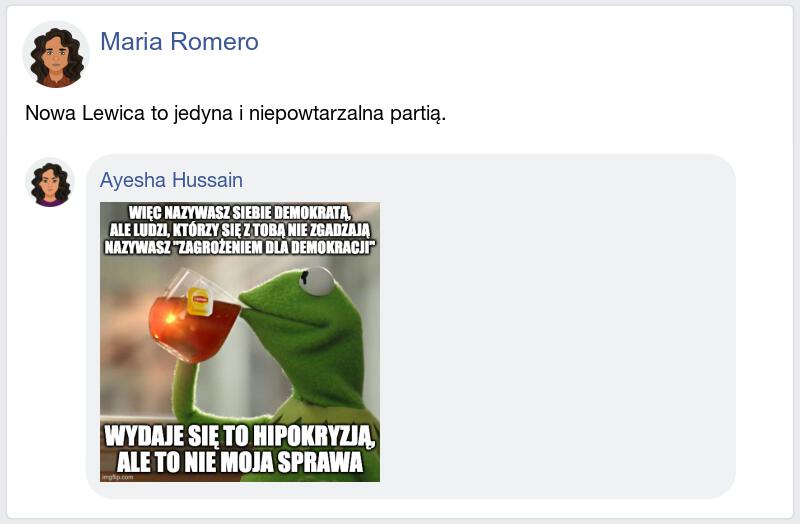 Maria Romero
Nowa Lewica to jedyna i niepowtarzalna partią.
Ayesha Hussain
WIĘC NAZYWASZ SIEBIE DEMOKRATĄ,
ALE LUDZI, KTÓRZY SIĘ Z TOBĄ NIE ZGADZAJĄ
NAZYWASZ "ZAGROŻENIEM DLA DEMOKRACJI"
WYDAJE SIĘ TO HIPOKRYZJĄ,
ALE TO NIE MOJA SPRAWA
imgflip.com